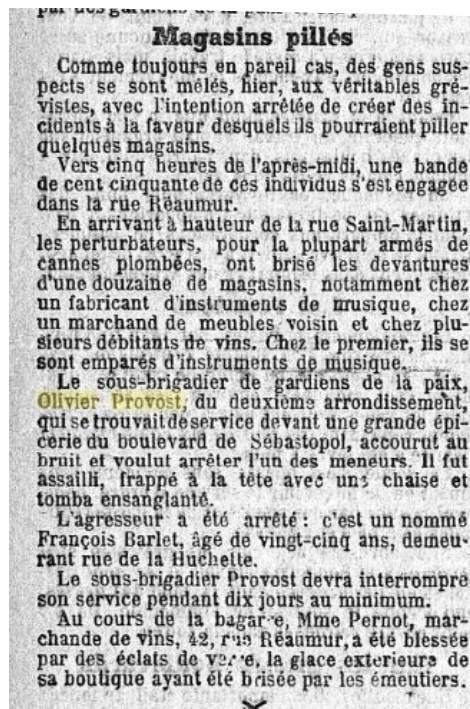 Magasins pillés
Comme toujours en pareil cas, des gens sus-
pects se sont mêlés, hier, aux véritables gré-
vistes, avec l'intention arrêtée de créer des in-
cidents à la faveur desquels ils pourraient piller
quelques magasins.
Vers cinq heures de l'après-midi, une bande
de cent cinquante de ces individus s'est engagée
dans la rue Réaumur.
En arrivant à hauteur de la rue Saint-Martin,
les perturbateurs, pour la plupart armés de
cannes plombées, ont brisé les devantures
d'une douzaine de magasins, notamment chez
un fabricant d'instruments de musique, chez
un marchand de meubles voisin et chez plu-
sieurs débitants de vins. Chez le premier, ils se
sont emparés d'instruments de musique.
Le sous-brigadier de gardiens de la paix,
Olivier Provost, du deuxième arrondissement,
qui se trouvait de service devant une grande épi-
cerie du boulevard de Sébastopol, accourut au
bruit et voulut arrêter l'un des meneurs. Il fut
assailli, frappé à la tête avec une chaise et
tomba ensanglanté.
L'agresseur a été arrêté : c'est un nommé
François Barlet, âgé de vingt-cinq ans, demeu-
rant rue de la Huchette.
Le sous-brigadier Provost devra interrompre
son service pendant dix jours au minimum.
Au cours de la bagarre, Mme Pernot, mar-
chande de vins, 42, rue Réaumur, a été blessée
par des éclats de verre, la glace extérieure de
sa boutique ayant été brisée par les émeutiers.